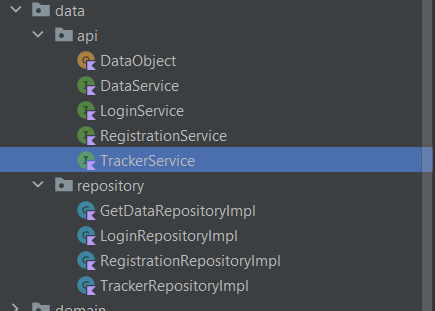 data
api
DataObject
DataService
LoginService
RegistrationService
TrackerService
repository
GetDataRepositoryImpl
LoginRepositoryImpl
RegistrationRepositoryImpl
TrackerRepositoryImpl
domain